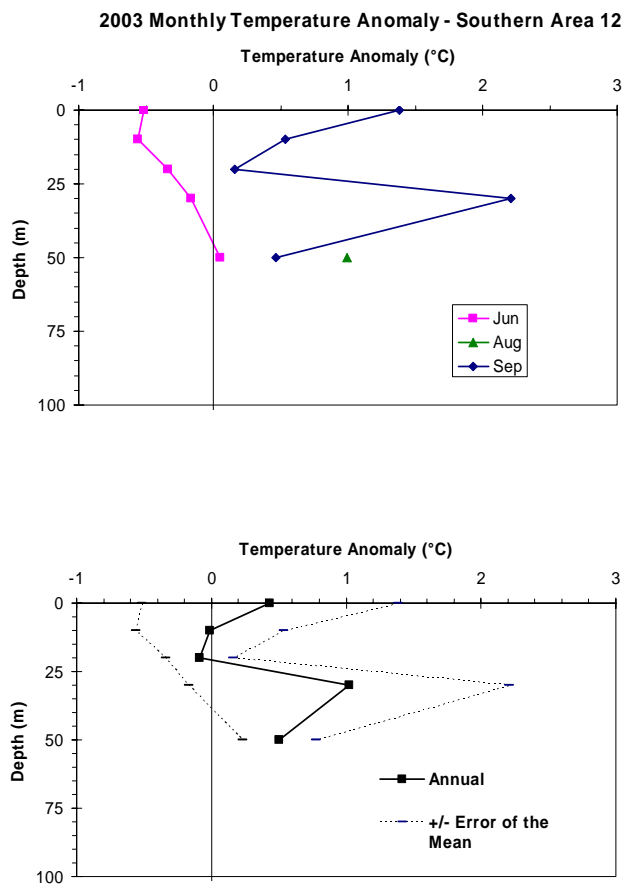 2003 Monthly Temperature Anomaly - Southern Area 12
Temperature Anomaly (°C)
-1 0 1 2 3
0
25
50
75
100
Depth (m)
Jun
Aug
Sep
Temperature Anomaly (°C)
-1 0 1 2 3
0
25
50
75
100
Depth (m)
Annual
+/- Error of the
Mean